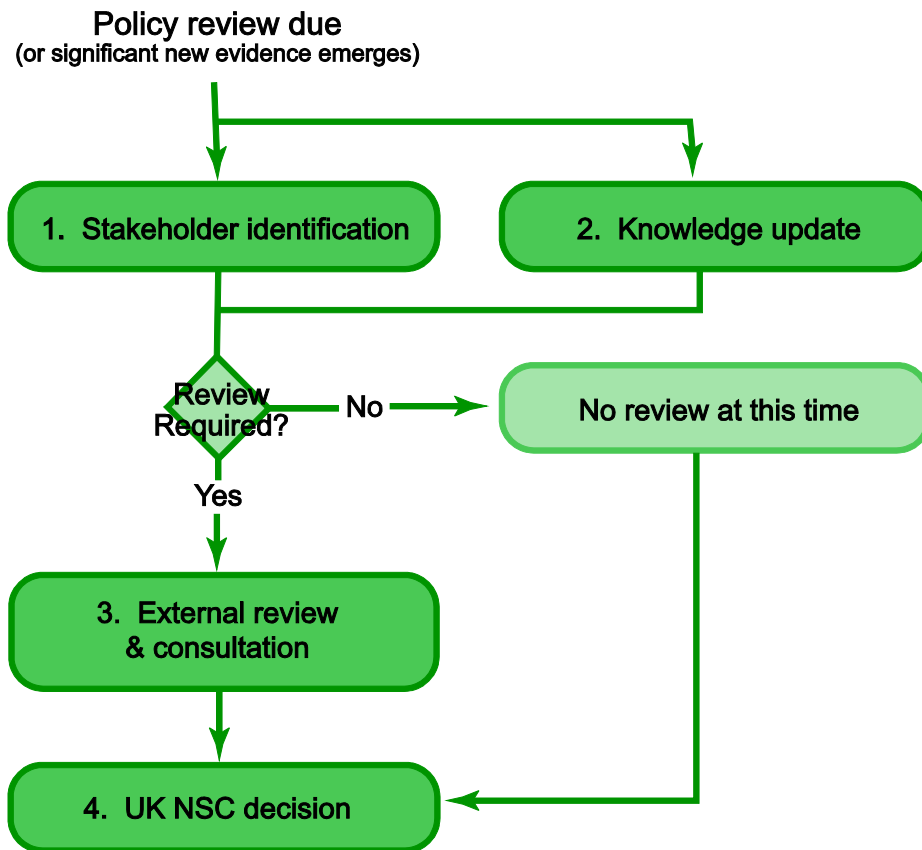 Policy review due
(or significant new evidence emerges)
1. Stakeholder identification
2. Knowledge update
Review
Required?
No
No review at this time
Yes
3. External review
& consultation
4. UK NSC decision